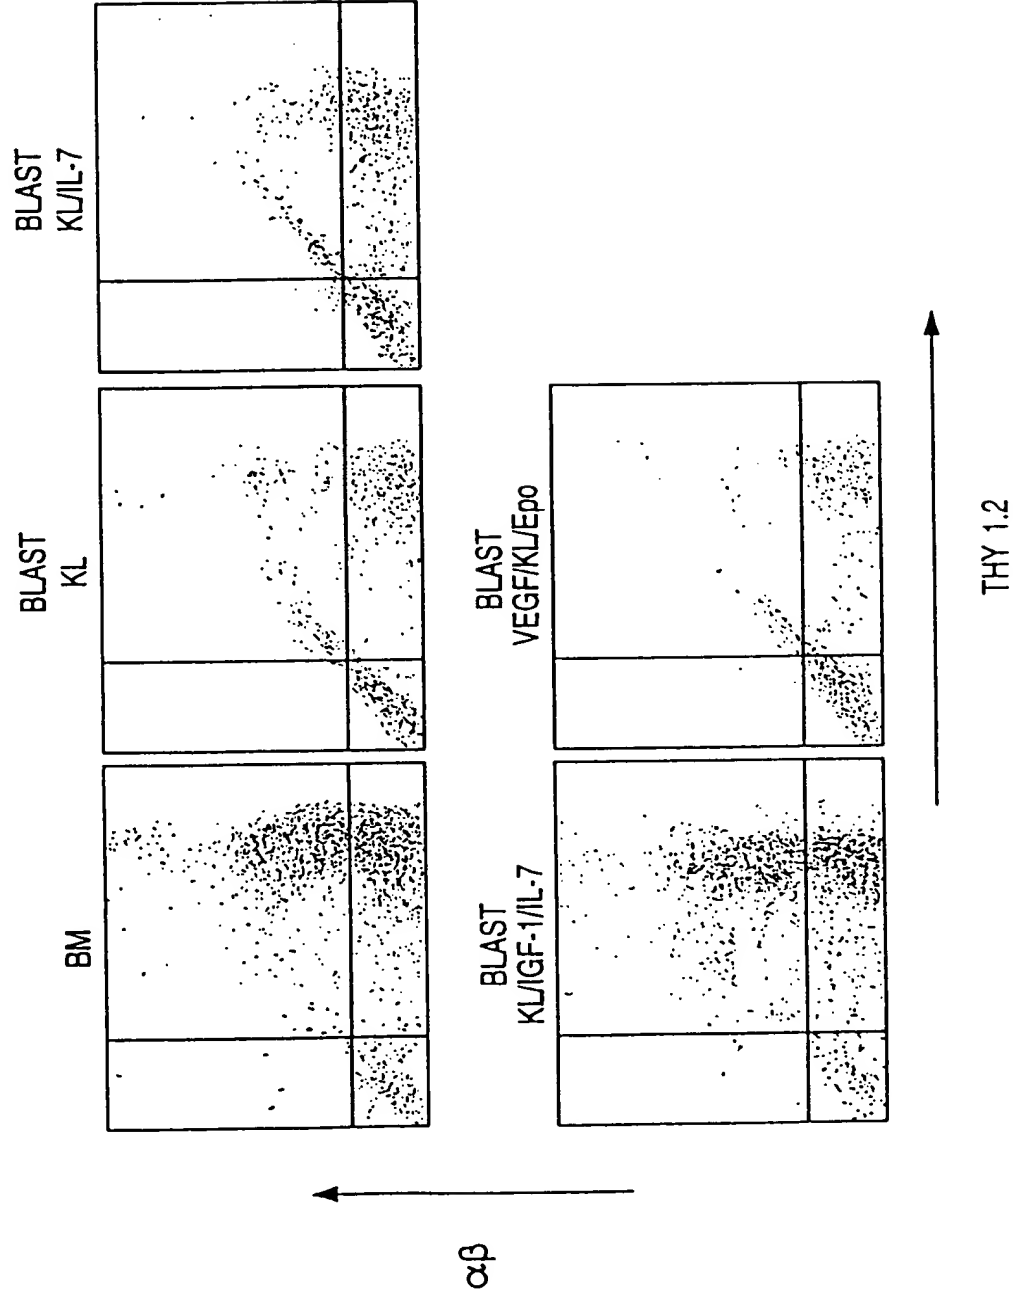 BM
BLAST
KL
BLAST
KL/IL-7
BLAST
KL/IGF-1/IL-7
BLAST
VEGF/KL/Epo
αβ
THY 1.2